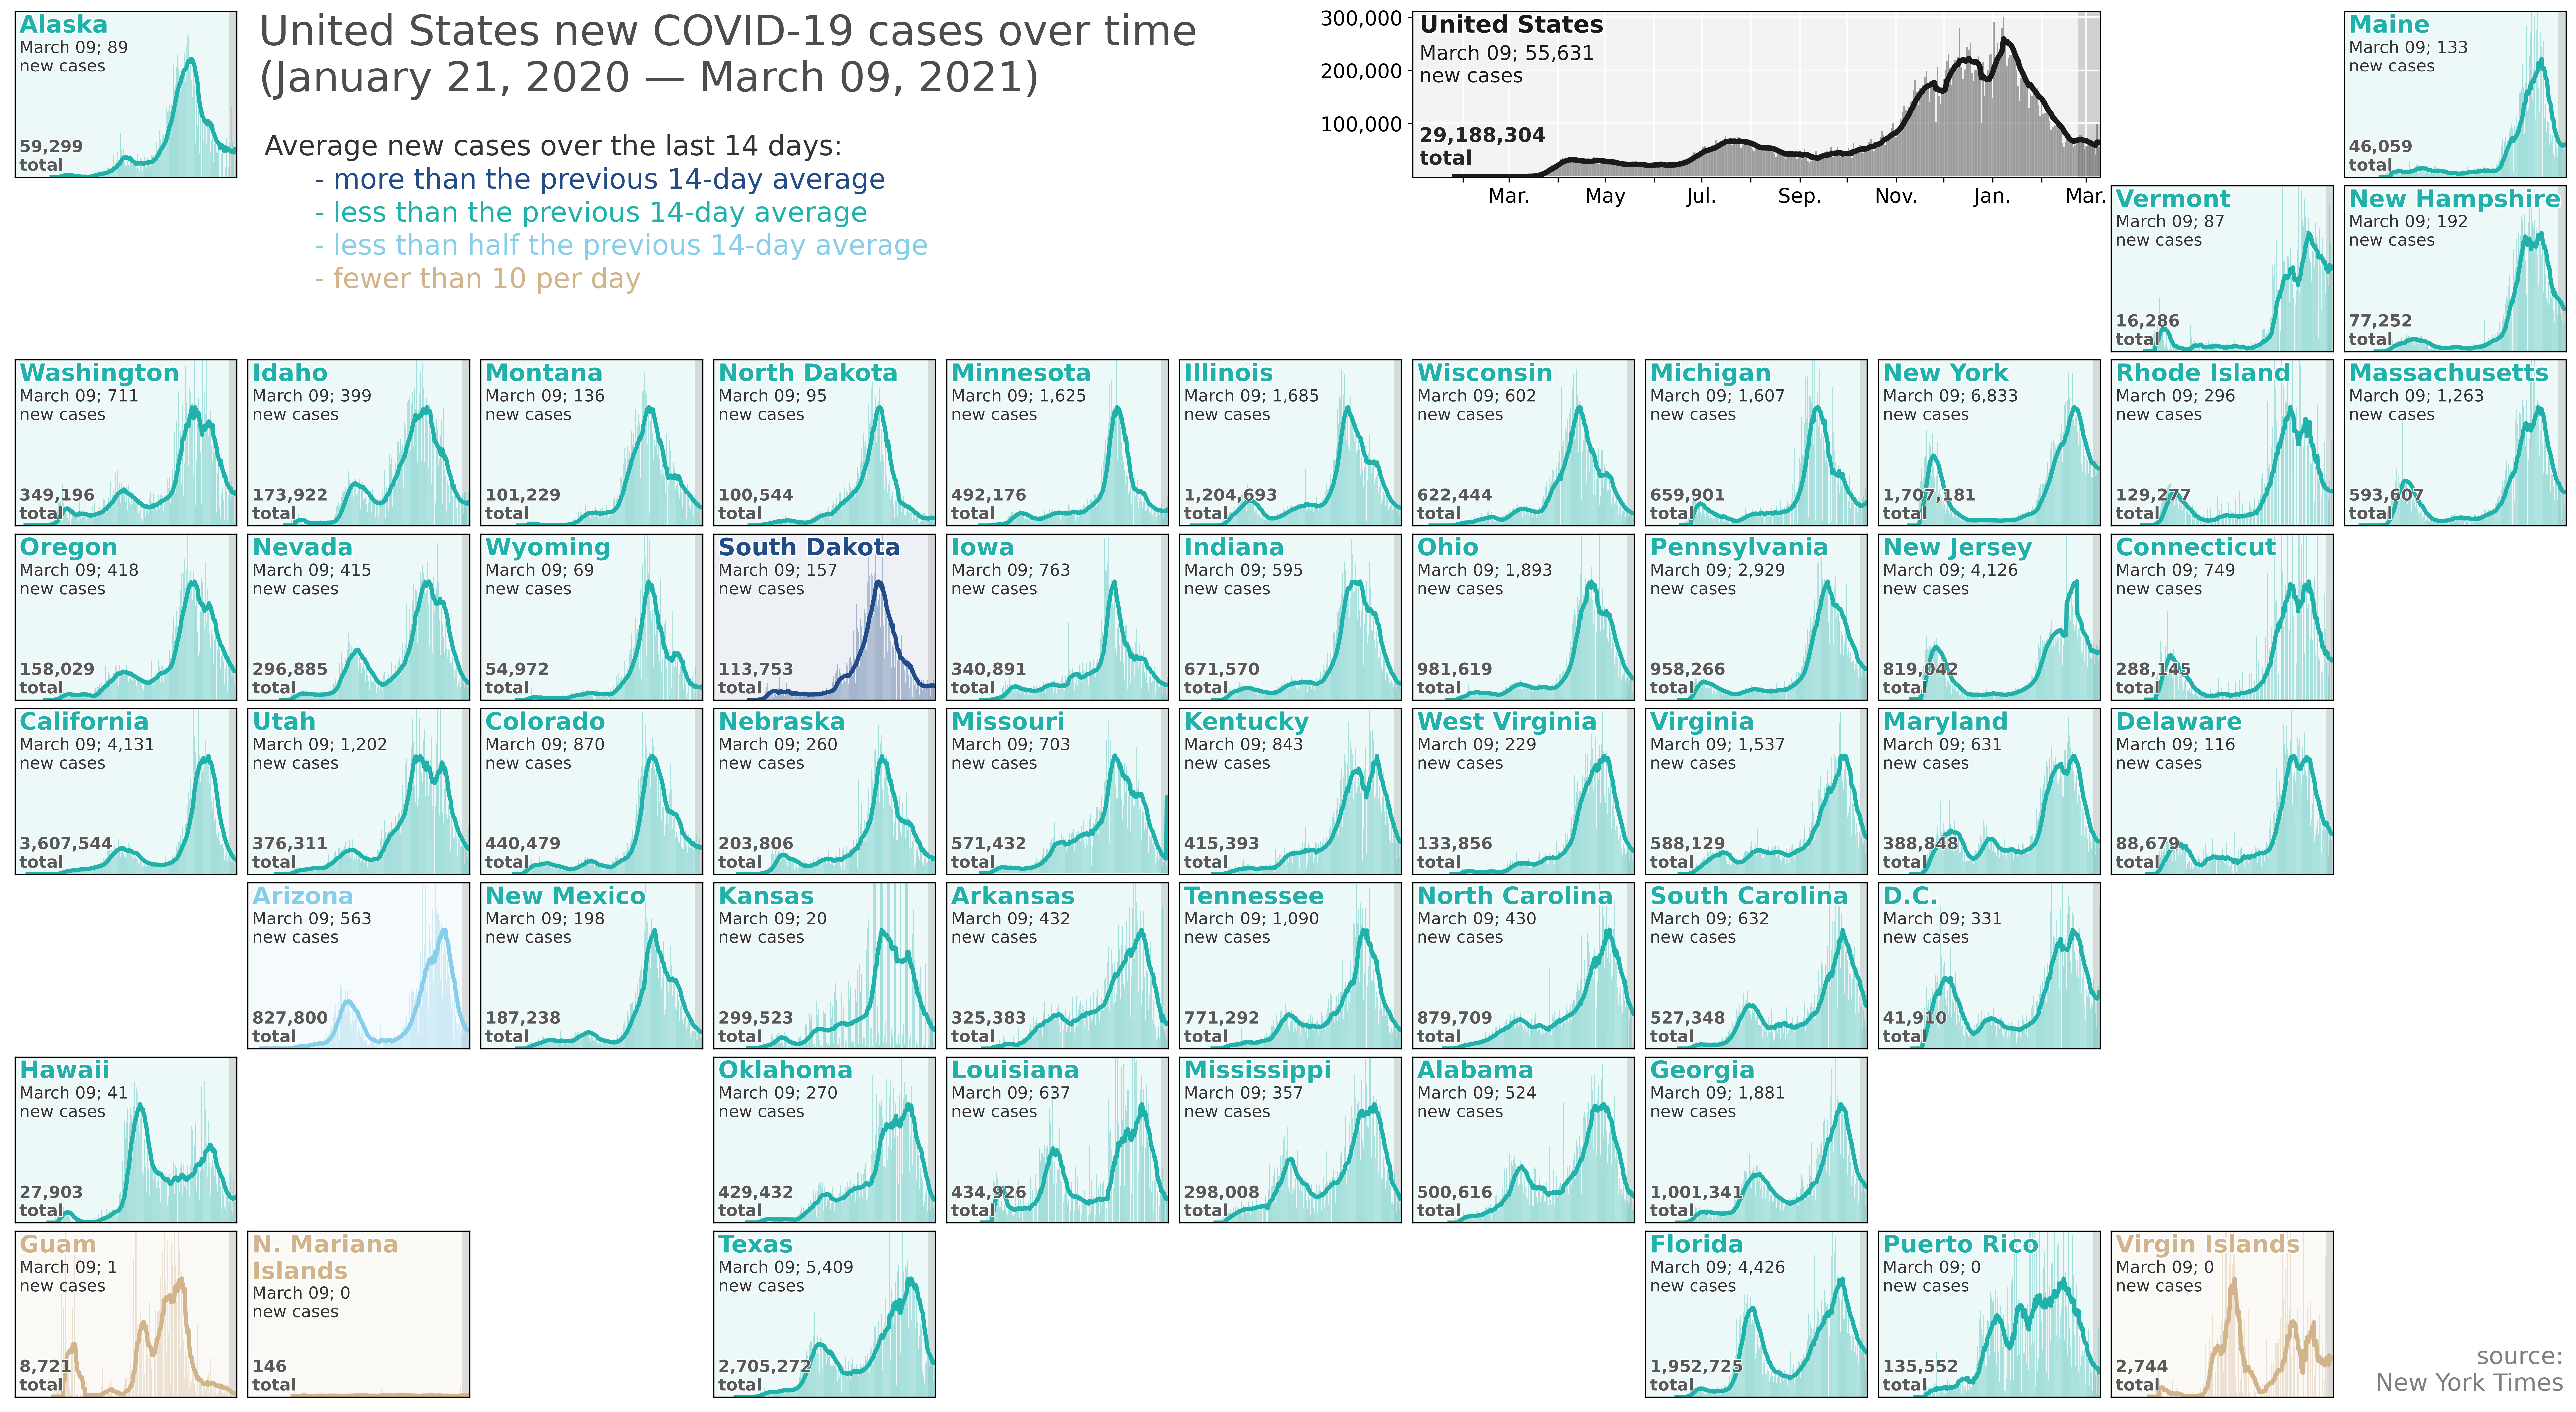 Alaska
March 09; 89
new cases
59,299
total
United States new COVID-19 cases over time
(January 21, 2020 — March 09, 2021)
Average new cases over the last 14 days:
- more than the previous 14-day average
- less than the previous 14-day average
- less than half the previous 14-day average
- fewer than 10 per day
300,000
200,000
100,000
United States
March 09; 55,631
new cases
29,188,304
total
Mar. May Jul. Sep. Nov. Jan. Mar.
Maine
March 09; 133
new cases
46,059
total
Vermont
March 09; 87
new cases
16,286
total
New Hampshire
March 09; 192
new cases
77,252
total
Washington
March 09; 711
new cases
349,196
total
Idaho
March 09; 399
new cases
173,922
total
Montana
March 09; 136
new cases
101,229
total
North Dakota
March 09; 95
new cases
100,544
total
Minnesota
March 09; 1,625
new cases
492,176
total
Illinois
March 09; 1,685
new cases
1,204,693
total
Wisconsin
March 09; 602
new cases
622,444
total
Michigan
March 09; 1,607
new cases
659,901
total
New York
March 09; 6,833
new cases
1,707,181
total
Rhode Island
March 09; 296
new cases
129,277
total
Massachusetts
March 09; 1,263
new cases
593,607
total
Oregon
March 09; 418
new cases
158,029
total
Nevada
March 09; 415
new cases
296,885
total
Wyoming
March 09; 69
new cases
54,972
total
South Dakota
March 09; 157
new cases
113,753
total
Iowa
March 09; 763
new cases
340,891
total
Indiana
March 09; 595
new cases
671,570
total
Ohio
March 09; 1,893
new cases
981,619
total
Pennsylvania
March 09; 2,929
new cases
958,266
total
New Jersey
March 09; 4,126
new cases
819,042
total
Connecticut
March 09; 749
new cases
288,145
total
California
March 09; 4,131
new cases
3,607,544
total
Utah
March 09; 1,202
new cases
376,311
total
Colorado
March 09; 870
new cases
440,479
total
Nebraska
March 09; 260
new cases
203,806
total
Missouri
March 09; 703
new cases
571,432
total
Kentucky
March 09; 843
new cases
415,393
total
West Virginia
March 09; 229
new cases
133,856
total
Virginia
March 09; 1,537
new cases
588,129
total
Maryland
March 09; 631
new cases
388,848
total
Delaware
March 09; 116
new cases
88,679
total
Arizona
March 09; 563
new cases
827,800
total
New Mexico
March 09; 198
new cases
187,238
total
Kansas
March 09; 20
new cases
299,523
total
Arkansas
March 09; 432
new cases
325,383
total
Tennessee
March 09; 1,090
new cases
771,292
total
North Carolina
March 09; 430
new cases
879,709
total
South Carolina
March 09; 632
new cases
527,348
total
D.C.
March 09; 331
new cases
41,910
total
Hawaii
March 09; 41
new cases
27,903
total
Oklahoma
March 09; 270
new cases
429,432
total
Louisiana
March 09; 637
new cases
434,926
total
Mississippi
March 09; 357
new cases
298,008
total
Alabama
March 09; 524
new cases
500,616
total
Georgia
March 09; 1,881
new cases
1,001,341
total
Guam
March 09; 1
new cases
8,721
total
N. Mariana
Islands
March 09; 0
new cases
146
total
Texas
March 09; 5,409
new cases
2,705,272
total
Florida
March 09; 4,426
new cases
1,952,725
total
Puerto Rico
March 09; 0
new cases
135,552
total
Virgin Islands
March 09; 0
new cases
2,744
total
source:
New York Times